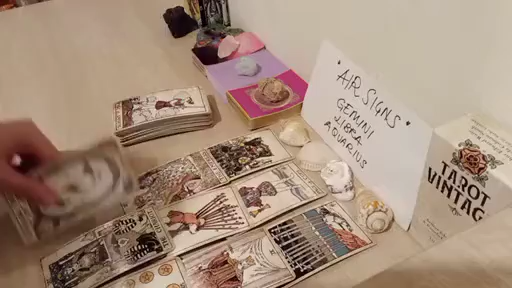 AIR SIGNS
GEMINI
LIBRA
AQUARIUS
TAROT
VINTAG